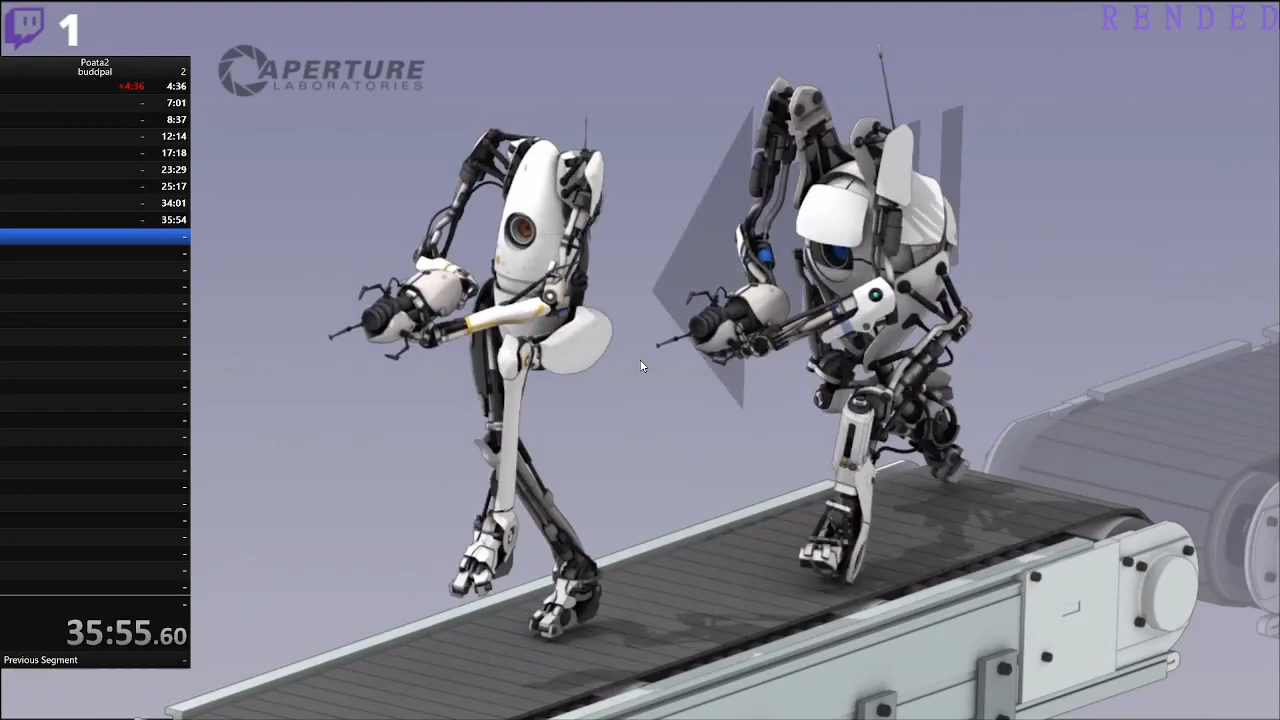 1
RENDED
Poata2
buddpal 2
+4:36 4:36
- 7:01
- 8:37
- 12:14
- 17:18
- 23:29
- 25:17
- 34:01
- 35:54
35:55.60
Previous Segment -
APERTURE
LABORATORIES